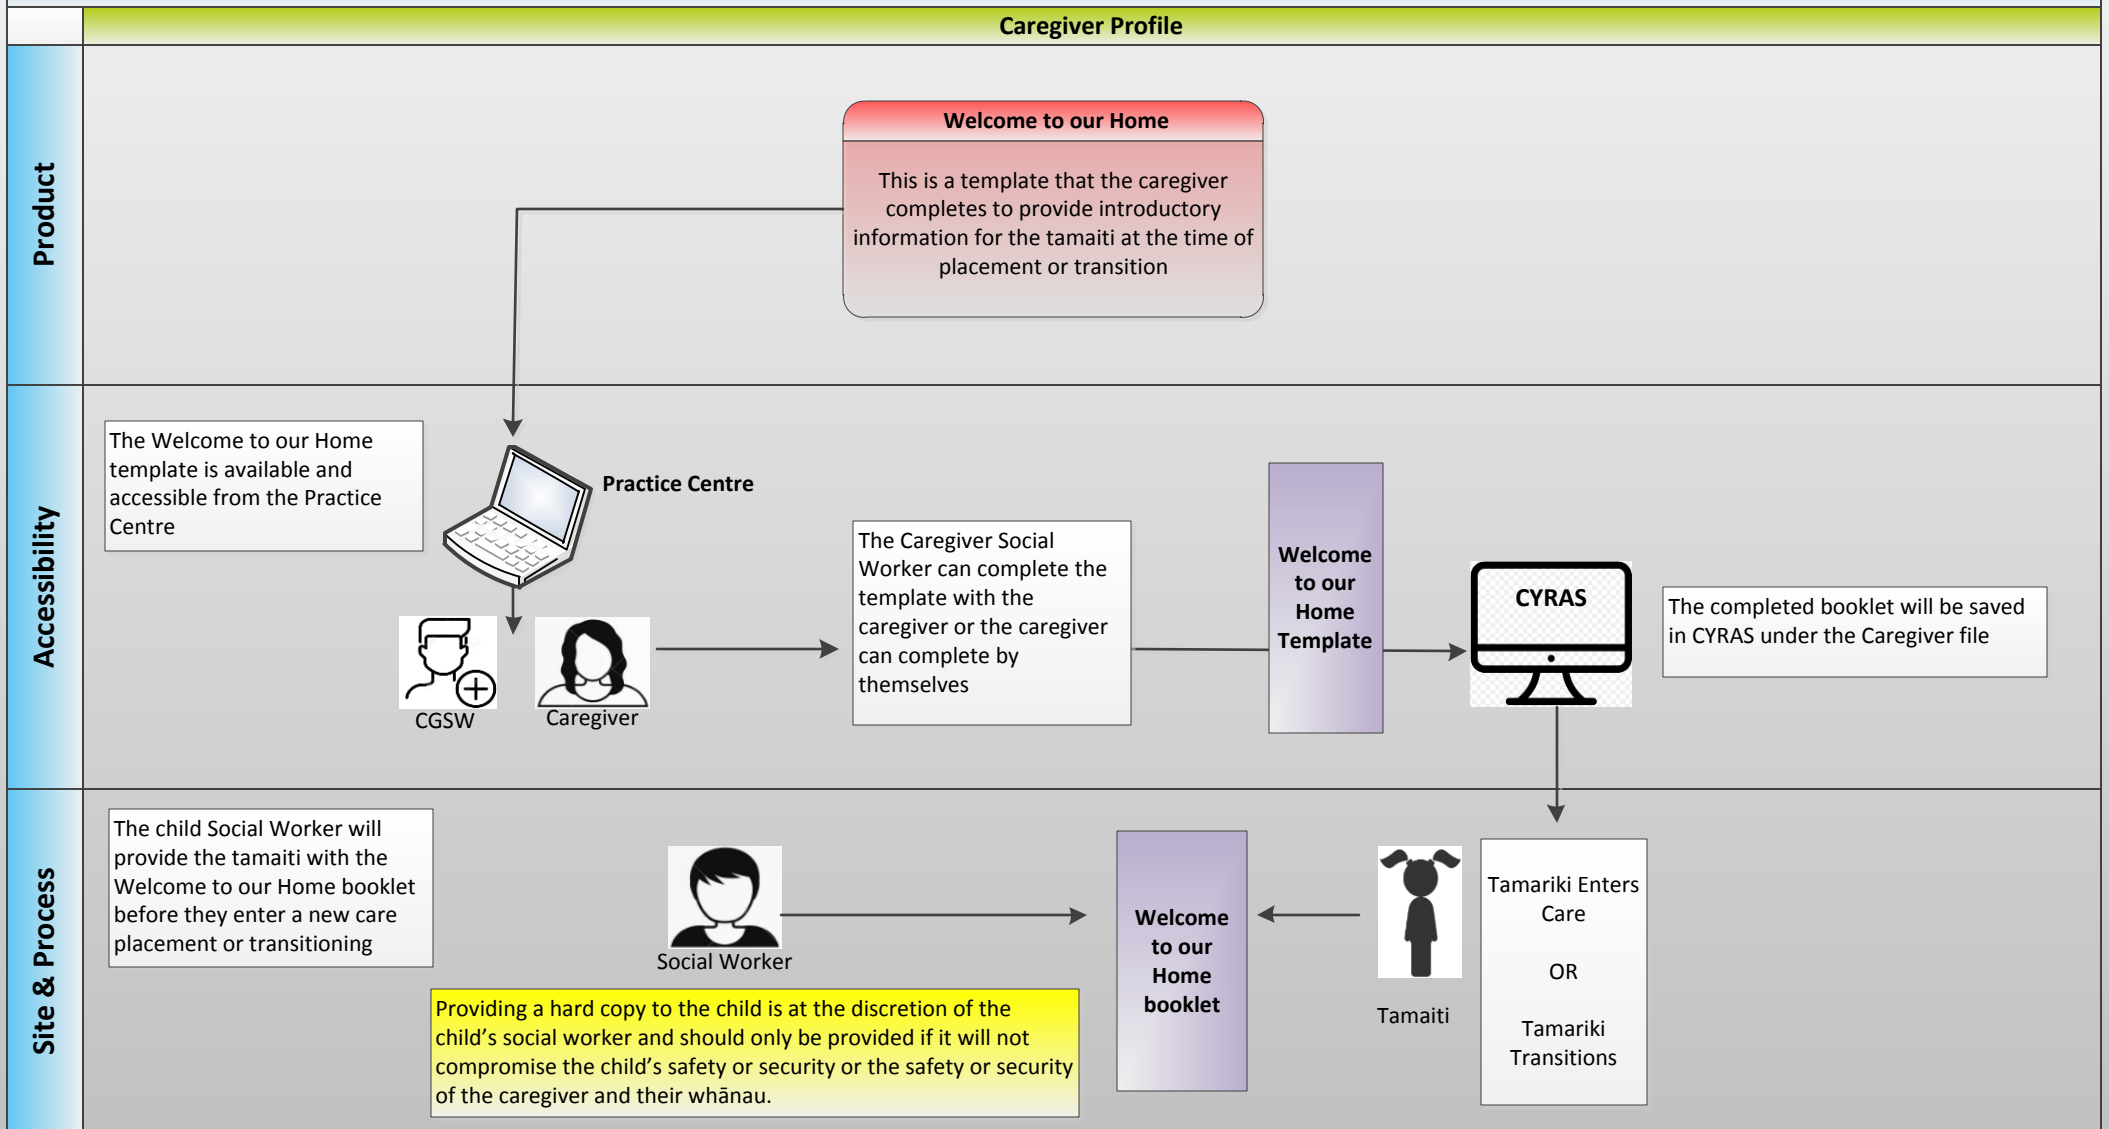 Caregiver Profile
Product
Welcome to our Home
This is a template that the caregiver
completes to provide introductory
information for the tamaiti at the time of
placement or transition
Accessibility
The Welcome to our Home
template is available and
accessible from the Practice
Centre
Practice Centre
CGSW
Caregiver
The Caregiver Social
Worker can complete the
template with the
caregiver or the caregiver
can complete by
themselves
Welcome
to our
Home
Template
CYRAS
The completed booklet will be saved
in CYRAS under the Caregiver file
Site & Process
The child Social Worker will
provide the tamaiti with the
Welcome to our Home booklet
before they enter a new care
placement or transitioning
Social Worker
Providing a hard copy to the child is at the discretion of the
child’s social worker and should only be provided if it will not
compromise the child’s safety or security or the safety or security
of the caregiver and their whānau.
Welcome
to our
Home
booklet
Tamaiti
Tamariki Enters
Care
OR
Tamariki
Transitions